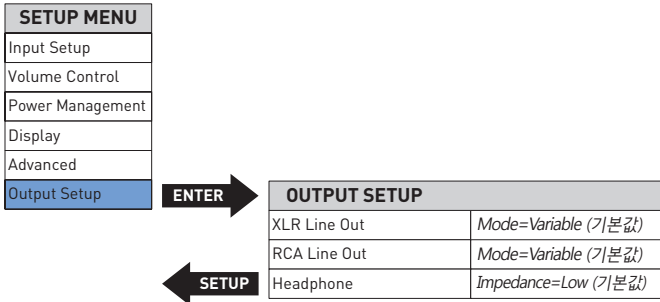 SETUP MENU
Input Setup
Volume Control
Power Management
Display
Advanced
Output Setup
ENTER
OUTPUT SETUP
XLR Line Out Mode=Variable (기본값)
RCA Line Out Mode=Variable (기본값)
SETUP
Headphone Impedance=Low (기본값)